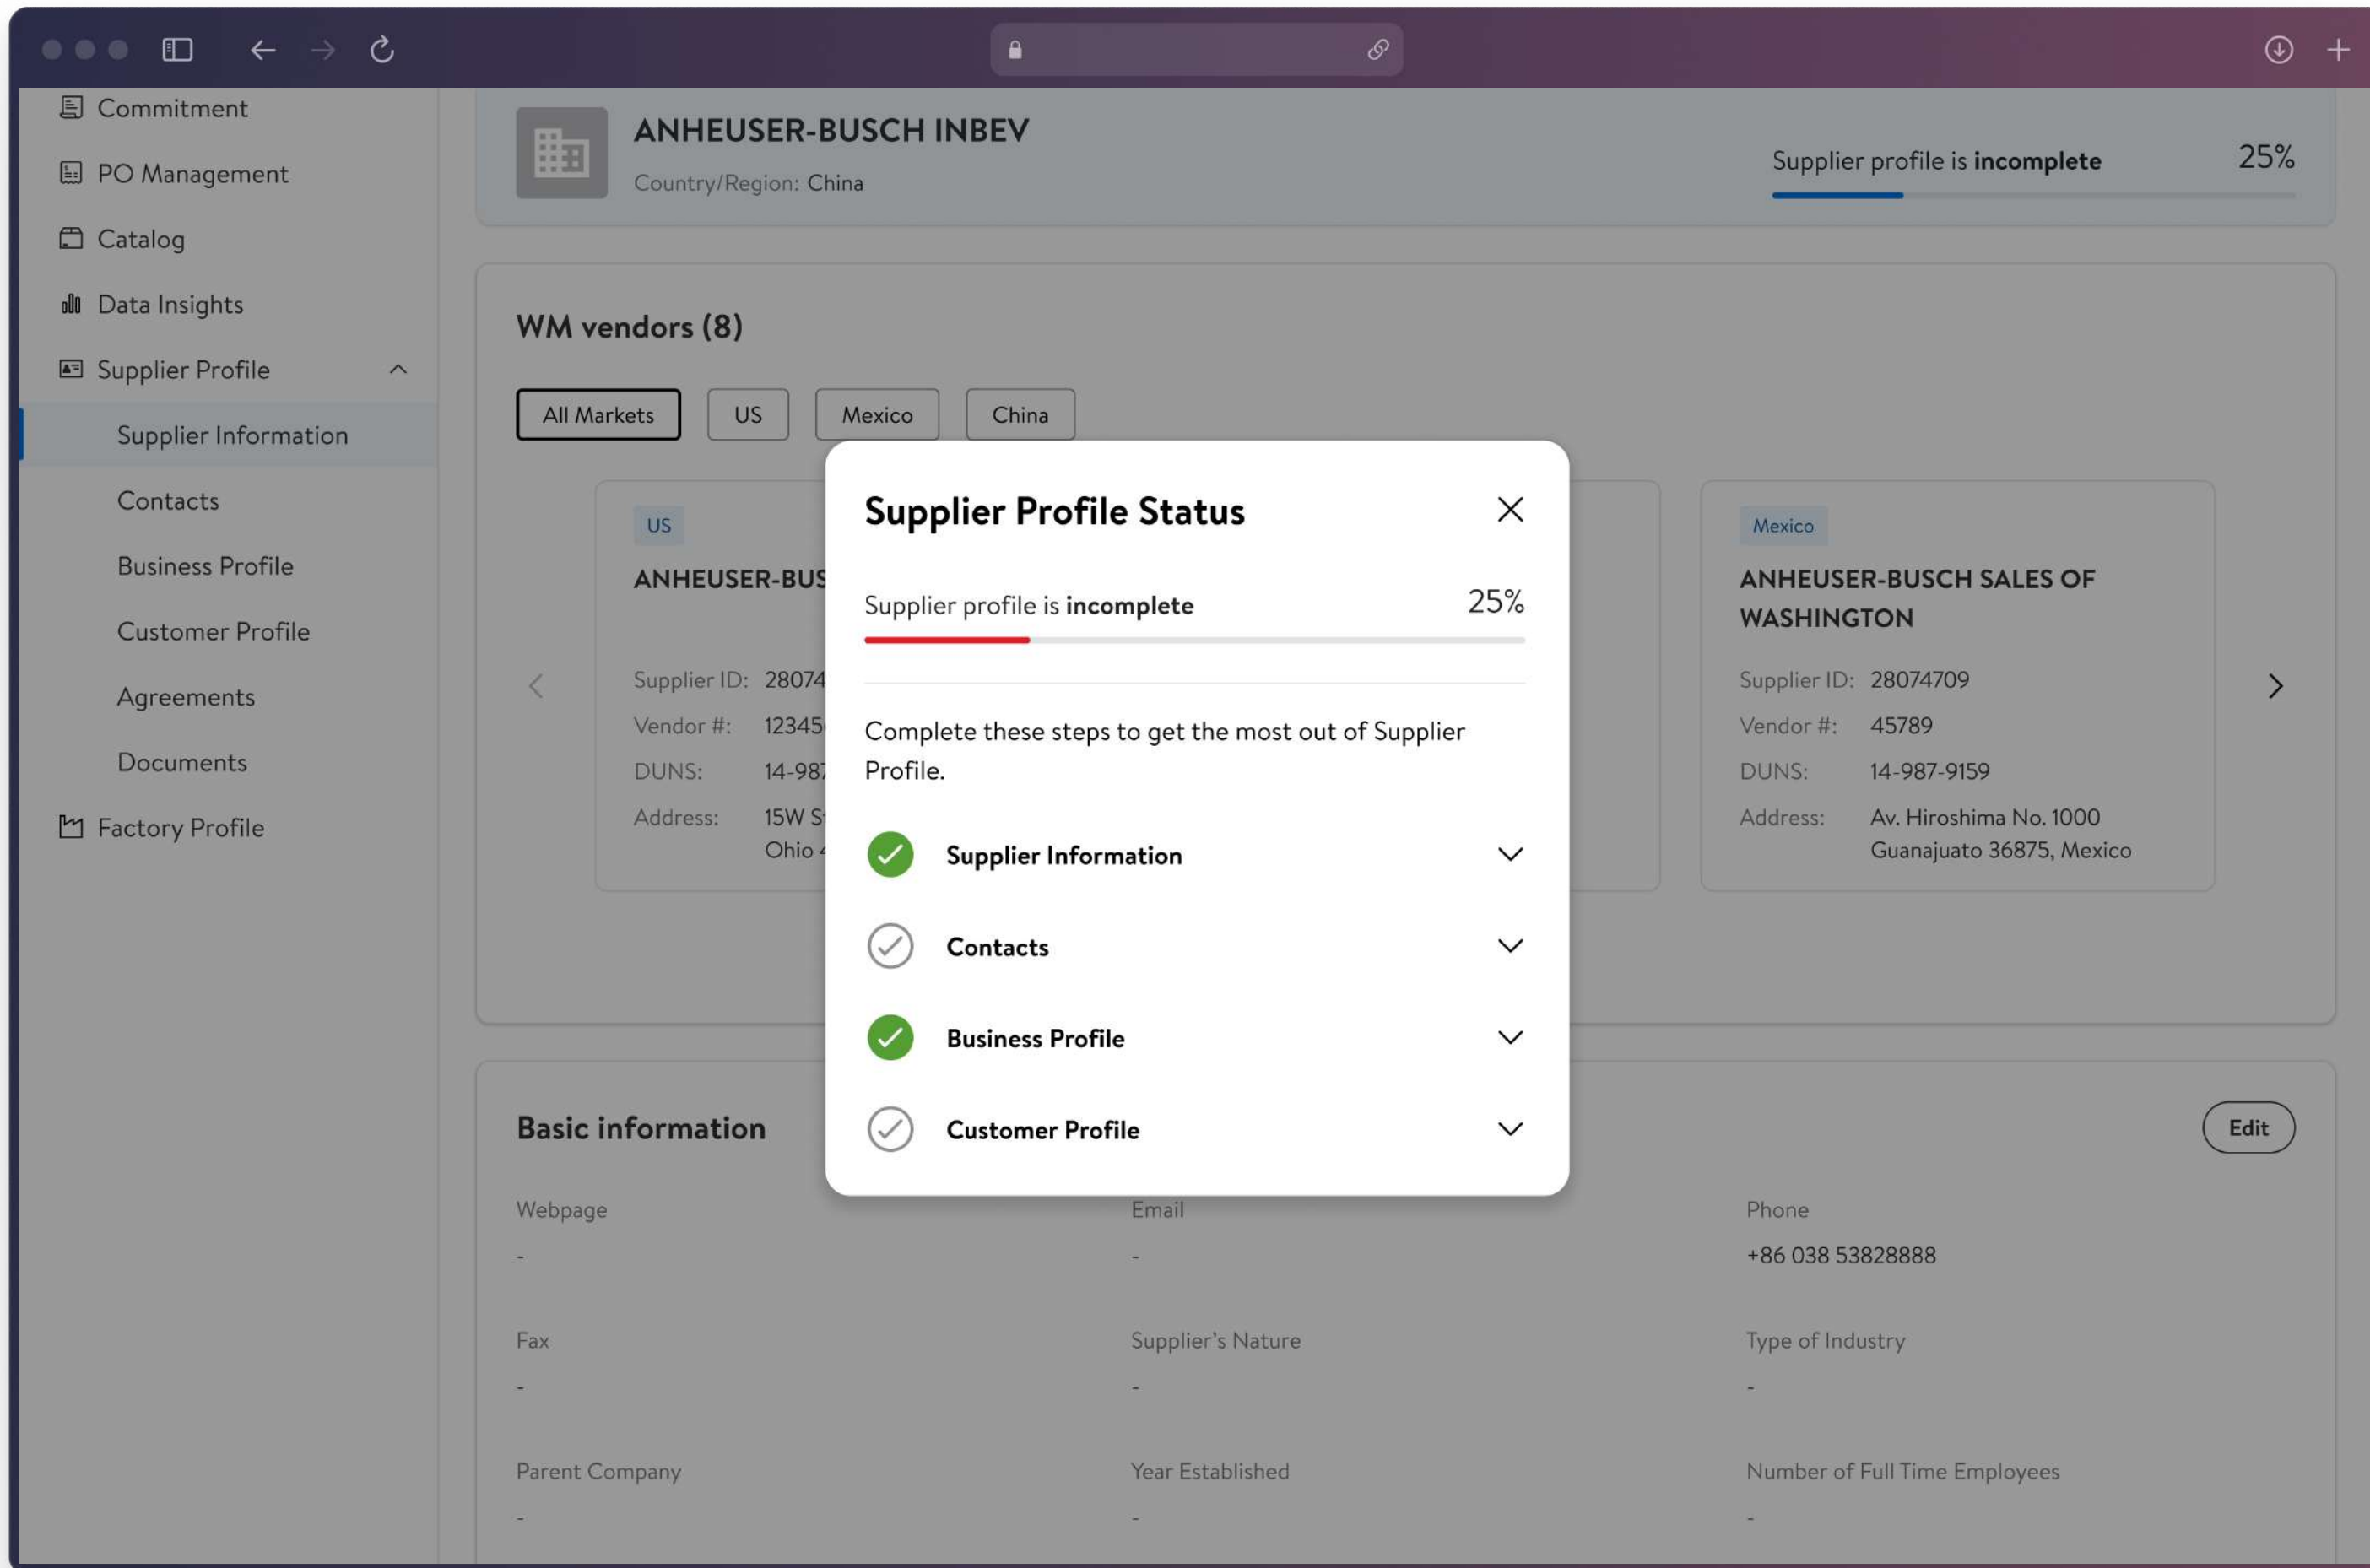 Commitment
PO Management
Catalog
Data Insights
Supplier Profile
Supplier Information
Contacts
Business Profile
Customer Profile
Agreements
Documents
Factory Profile
ANHEUSER-BUSCH INBEV
Country/Region: China
Supplier profile is incomplete 25%
WM vendors (8)
All Markets US Mexico China
US
ANHEUSER-BUS
Supplier ID: 28074
Vendor #: 12345
DUNS: 14-987
Address: 15W S
Ohio
Mexico
ANHEUSER-BUSCH SALES OF
WASHINGTON
Supplier ID: 28074709
Vendor #: 45789
DUNS: 14-987-9159
Address: Av. Hiroshima No. 1000
Guanajuato 36875, Mexico
Supplier Profile Status
Supplier profile is incomplete 25%
Complete these steps to get the most out of Supplier
Profile.
Supplier Information
Contacts
Business Profile
Customer Profile
Basic information
Edit
Webpage Email Phone
- - +86 038 53828888
Fax Supplier's Nature Type of Industry
- - -
Parent Company Year Established Number of Full Time Employees
- - -